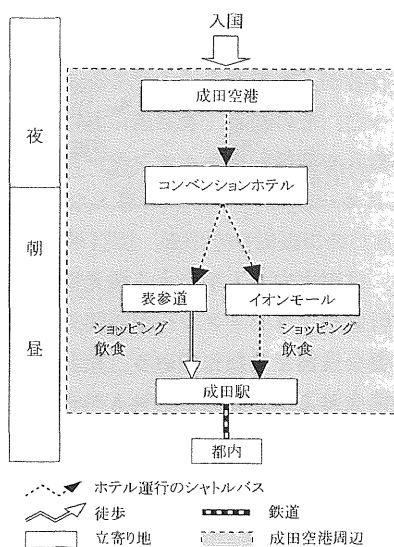 入国
成田空港
夜
コンベンションホテル
朝
表参道
イオンモール
ショッピング
飲食
ショッピング
飲食
昼
成田駅
都内
ホテル運行のシャトルバス
徒歩
鉄道
立寄り地
成田空港周辺